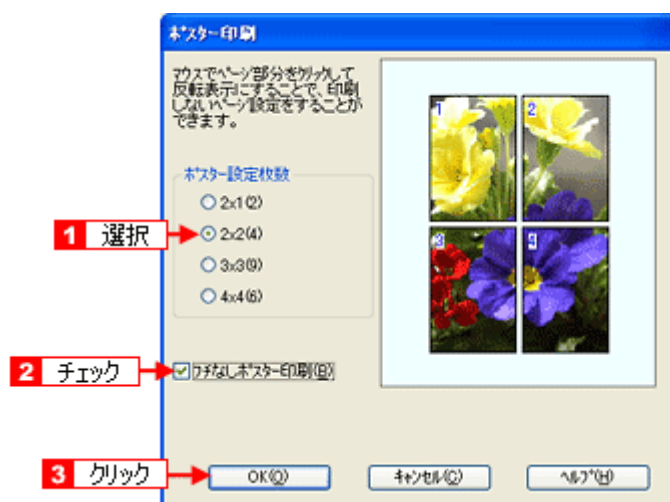 ポスター印刷
マウスでページ部分をクリックして
反転表示にすることで、印刷
しないページ設定をすることが
できます。
1 2
ポスター設定枚数
2x1(2)
1 選択
2x2(4)
3 4
3x3(9)
4x4(6)
2 チェック
フチなしポスター印刷(B)
3 クリック
OK(O) キャンセル(C) ヘルプ(H)